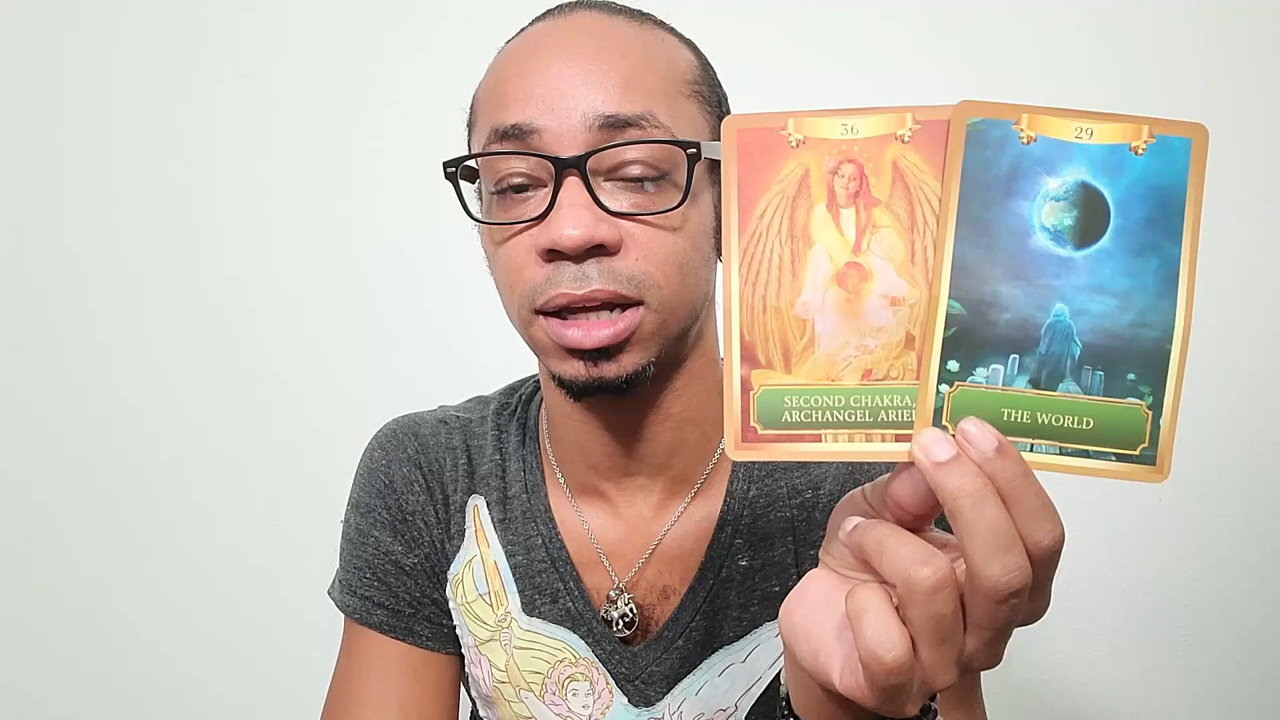 36
SECOND CHAKRA,
ARCHANGEL ARIEL
29
THE WORLD